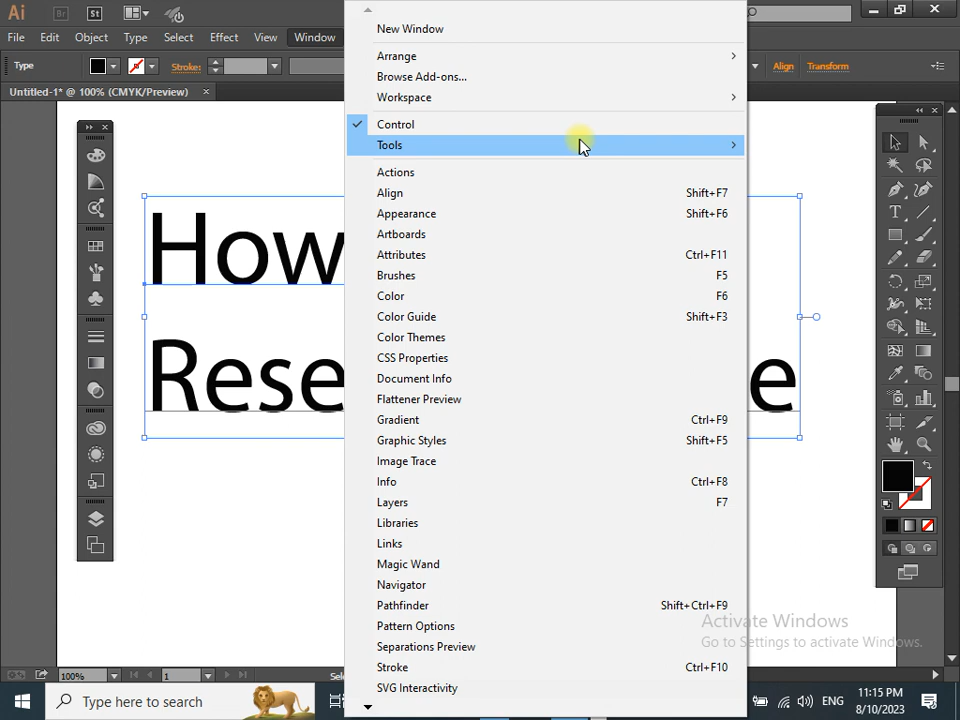 Ai Br St
File Edit Object Type Select Effect View Window
Type Stroke: Align Transform
Untitled-1* @ 100% (CMYK/Preview) ×
New Window
Arrange
Browse Add-ons...
Workspace
Control
Tools
Actions
Align Shift+F7
Appearance Shift+F6
Artboards
Attributes Ctrl+F11
Brushes F5
Color F6
Color Guide Shift+F3
Color Themes
CSS Properties
Document Info
Flattener Preview
Gradient Ctrl+F9
Graphic Styles Shift+F5
Image Trace
Info Ctrl+F8
Layers F7
Libraries
Links
Magic Wand
Navigator
Pathfinder Shift+Ctrl+F9
Pattern Options
Separations Preview
Stroke Ctrl+F10
SVG Interactivity
How
Rese e
Activate Windows
Go to Settings to activate Windows.
100% 1 Sel
Type here to search
ENG
11:15 PM
8/10/2023